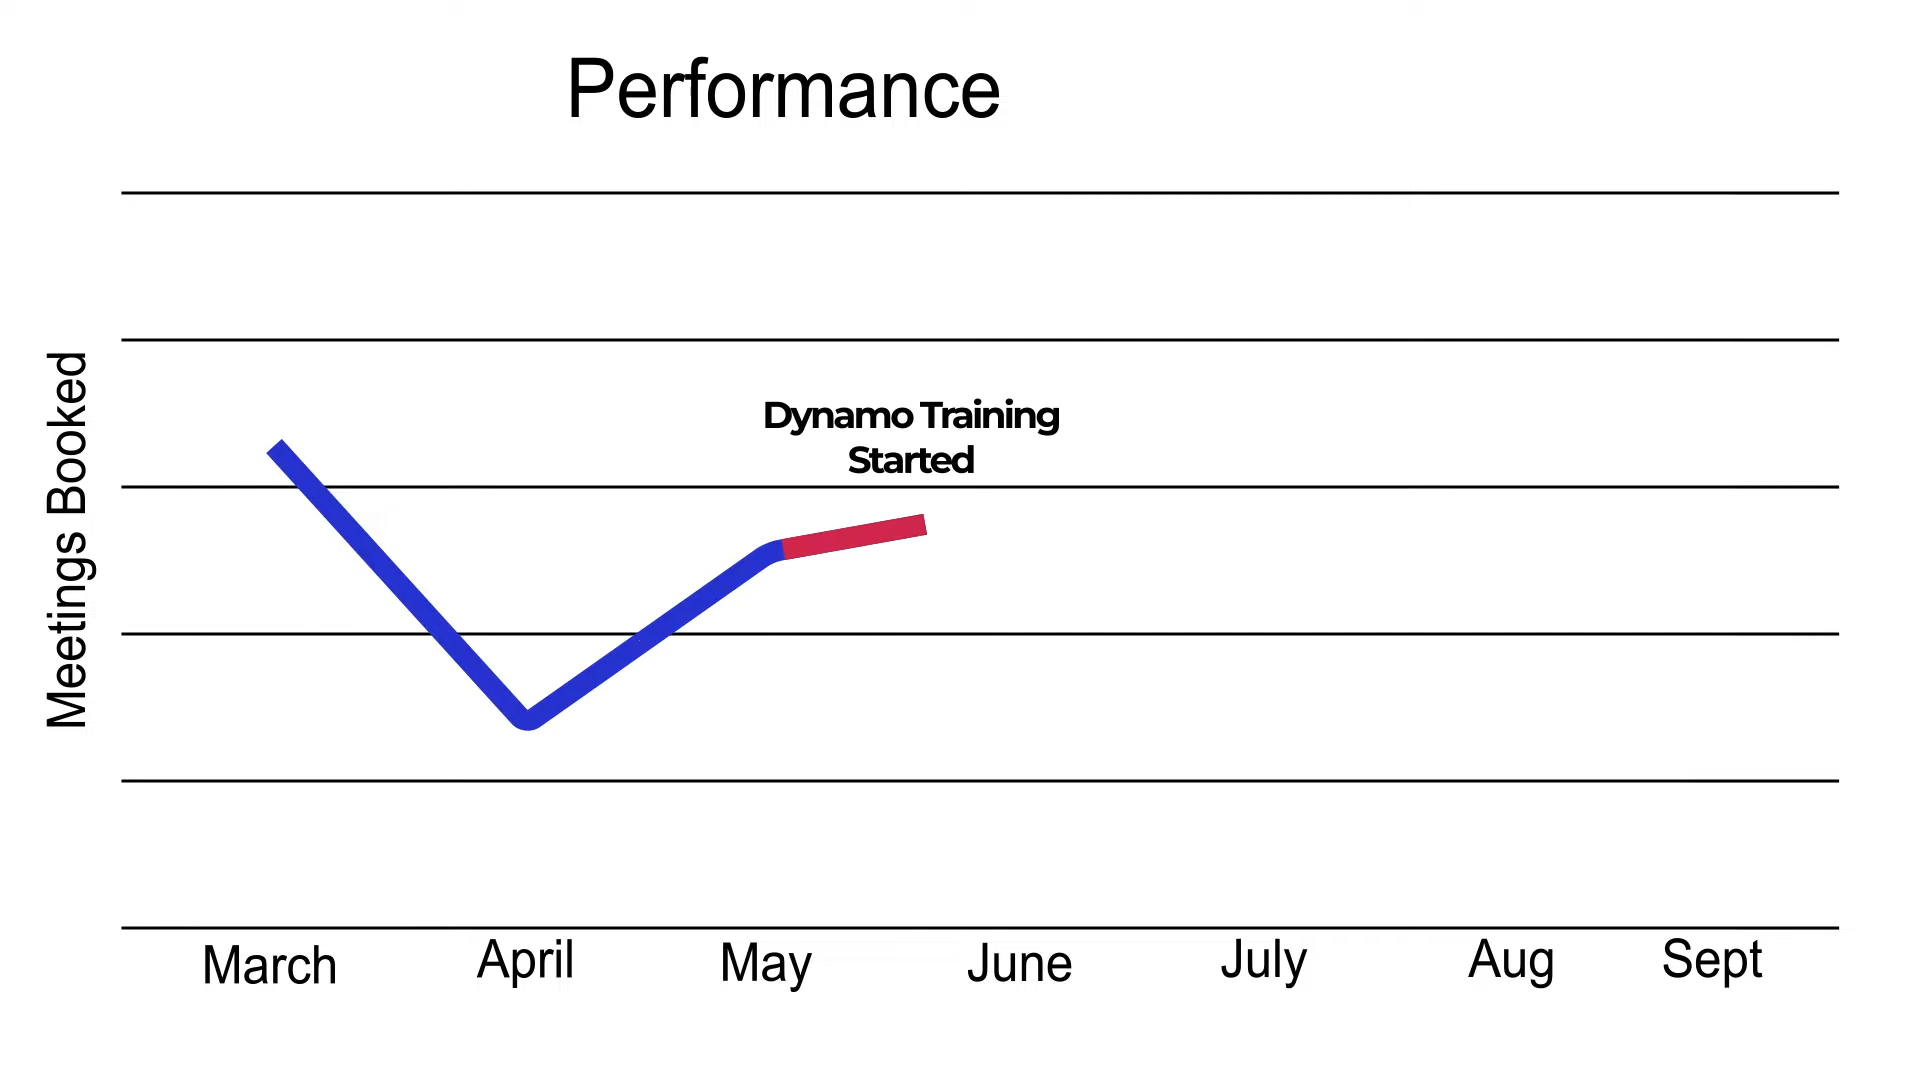 Performance
Meetings Booked
Dynamo Training
Started
March April May June July Aug Sept